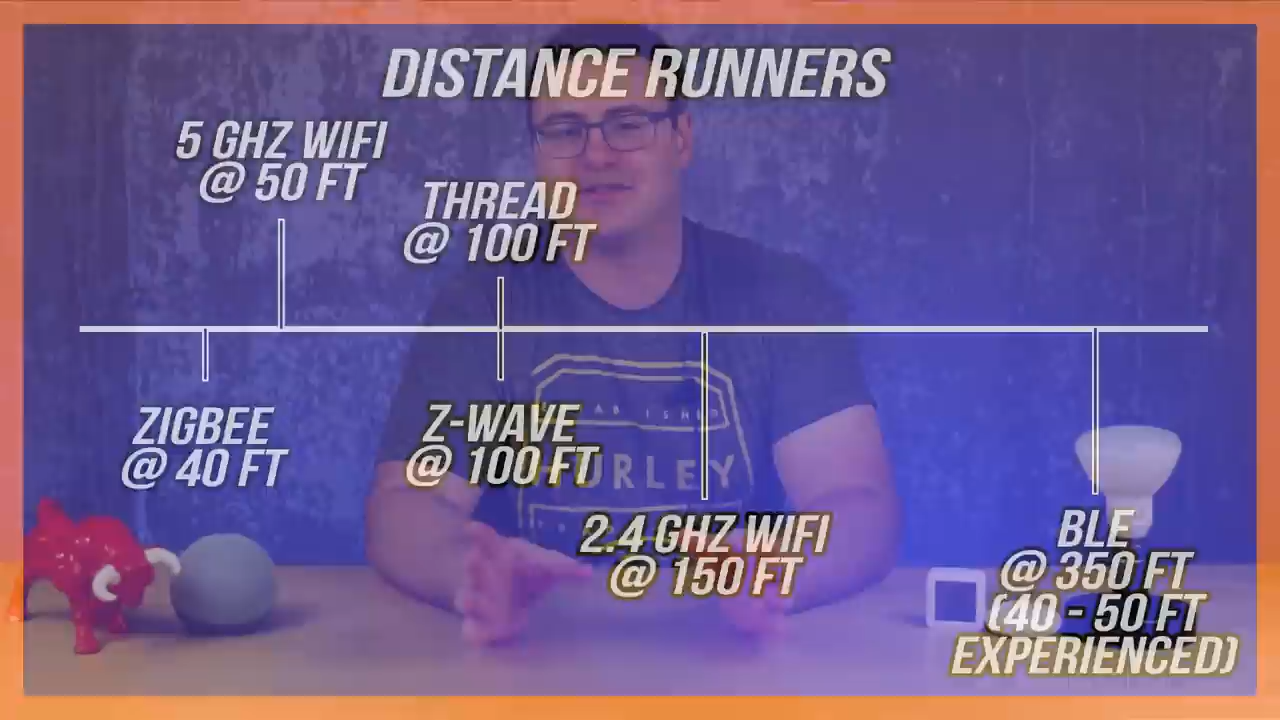 DISTANCE RUNNERS
5 GHZ WIFI
@ 50 FT
THREAD
@ 100 FT
ZIGBEE
@ 40 FT
Z-WAVE
@ 100 FT
HURLEY
2.4 GHZ WIFI
@ 150 FT
BLE
@ 350 FT
(40 - 50 FT
EXPERIENCED)